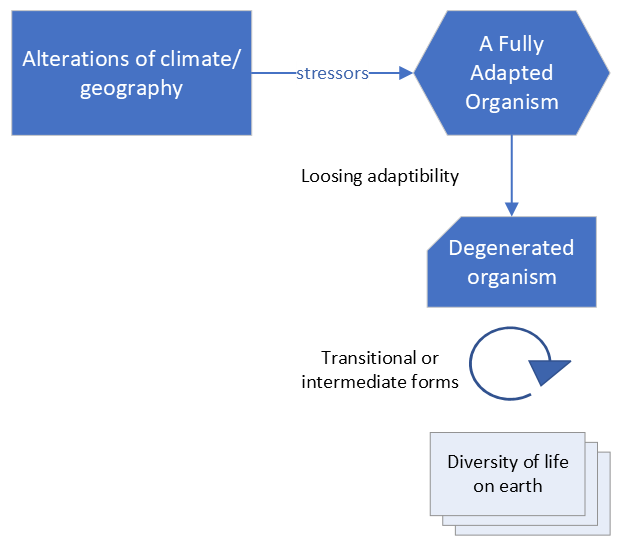 Alterations of climate/
geography
stressors
A Fully
Adapted
Organism
Loosing adaptibility
Degenerated
organism
Transitional or
intermediate forms
Diversity of life
on earth